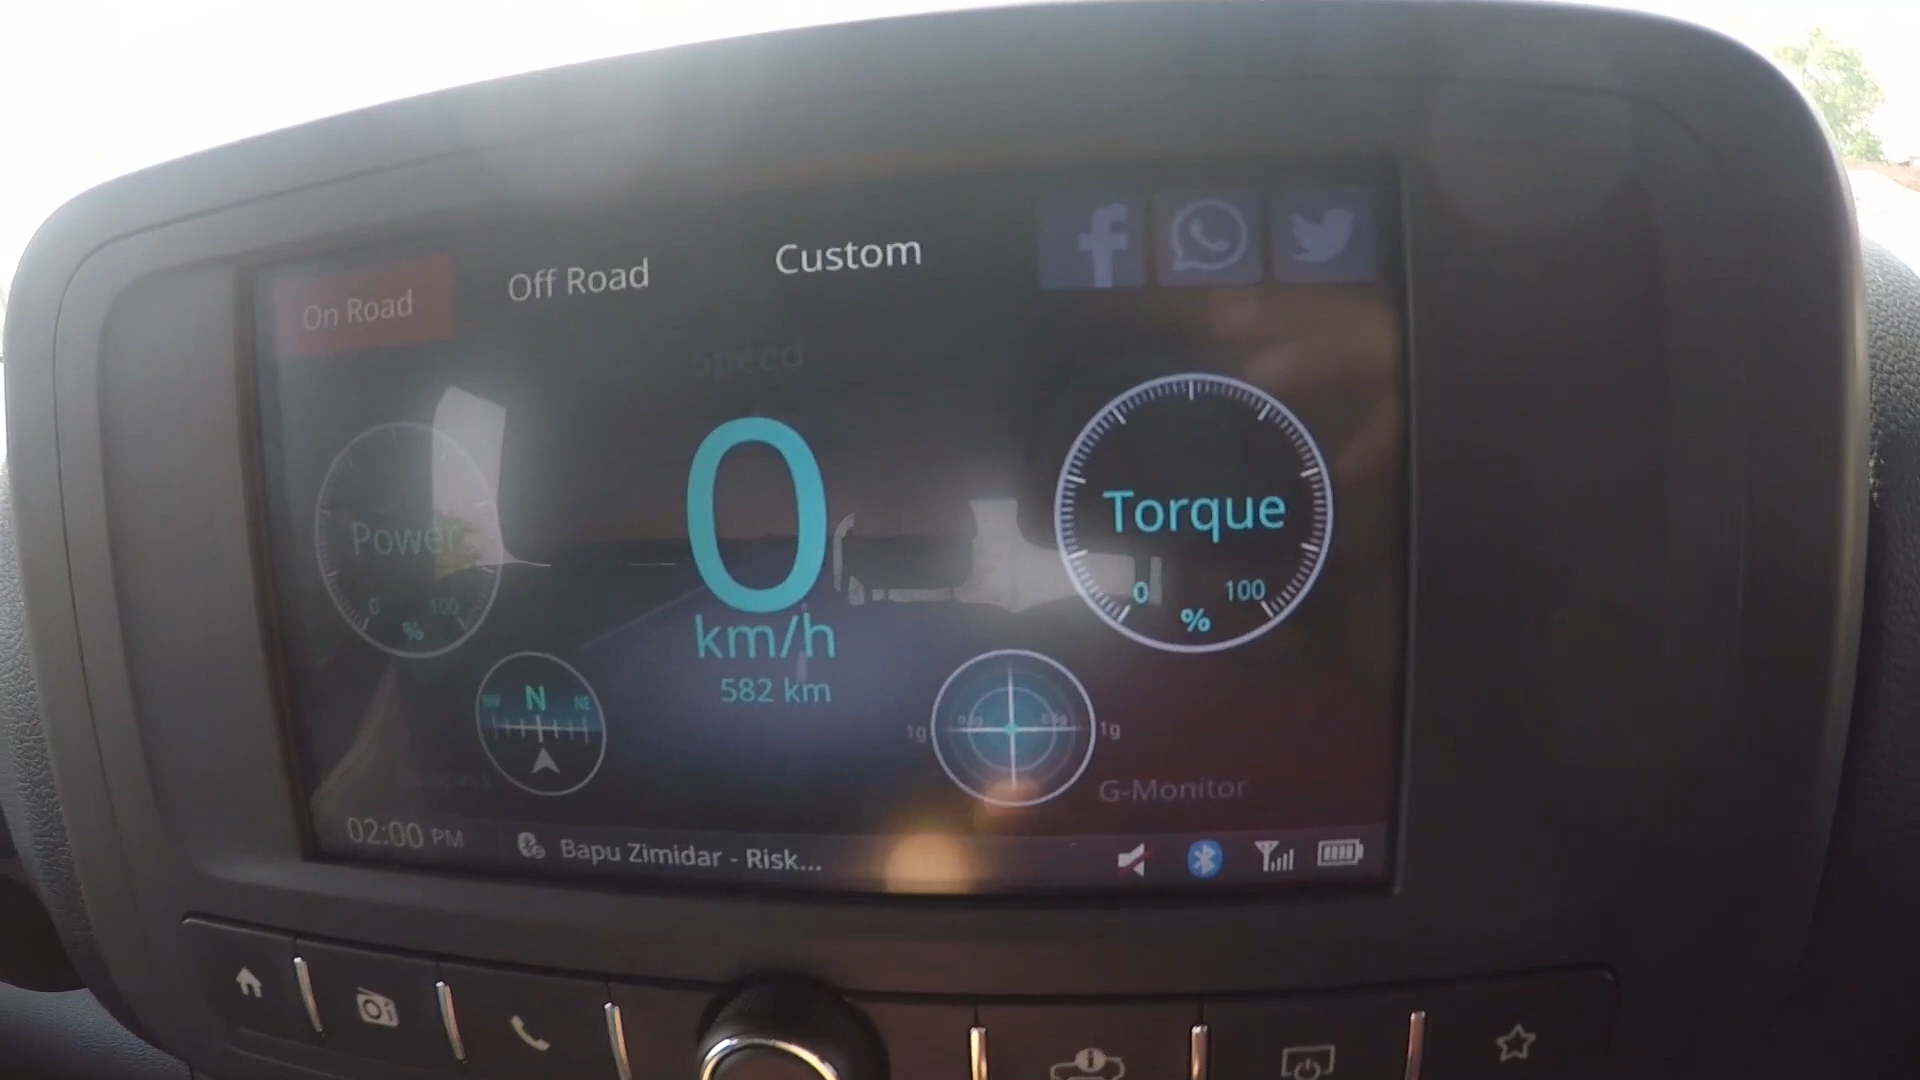 On Road
Off Road
Custom
Speed
Power
0 100
%
0
km/h
582 km
Torque
0 100
%
N NE
1g 1g
G-Monitor
02:00 PM
Bapu Zimidar - Risk...